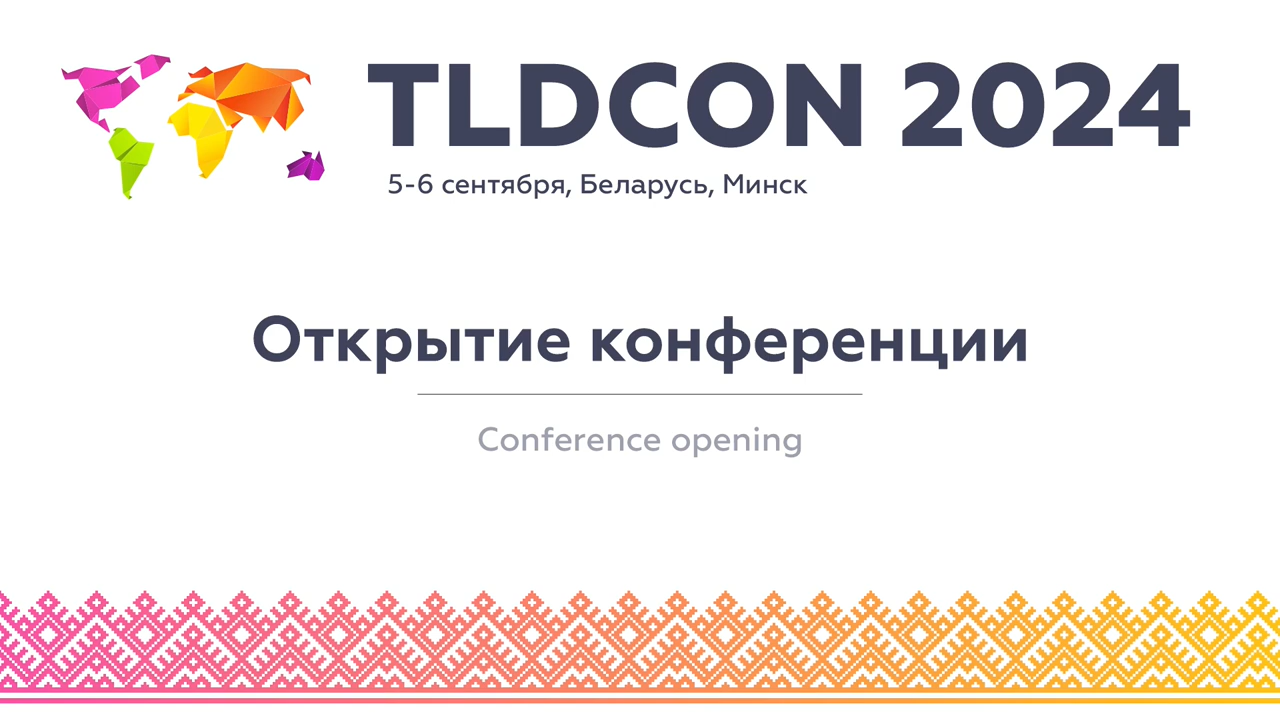 TLDCON 2024
5-6 сентября, Беларусь, Минск
Открытие конференции
Conference opening